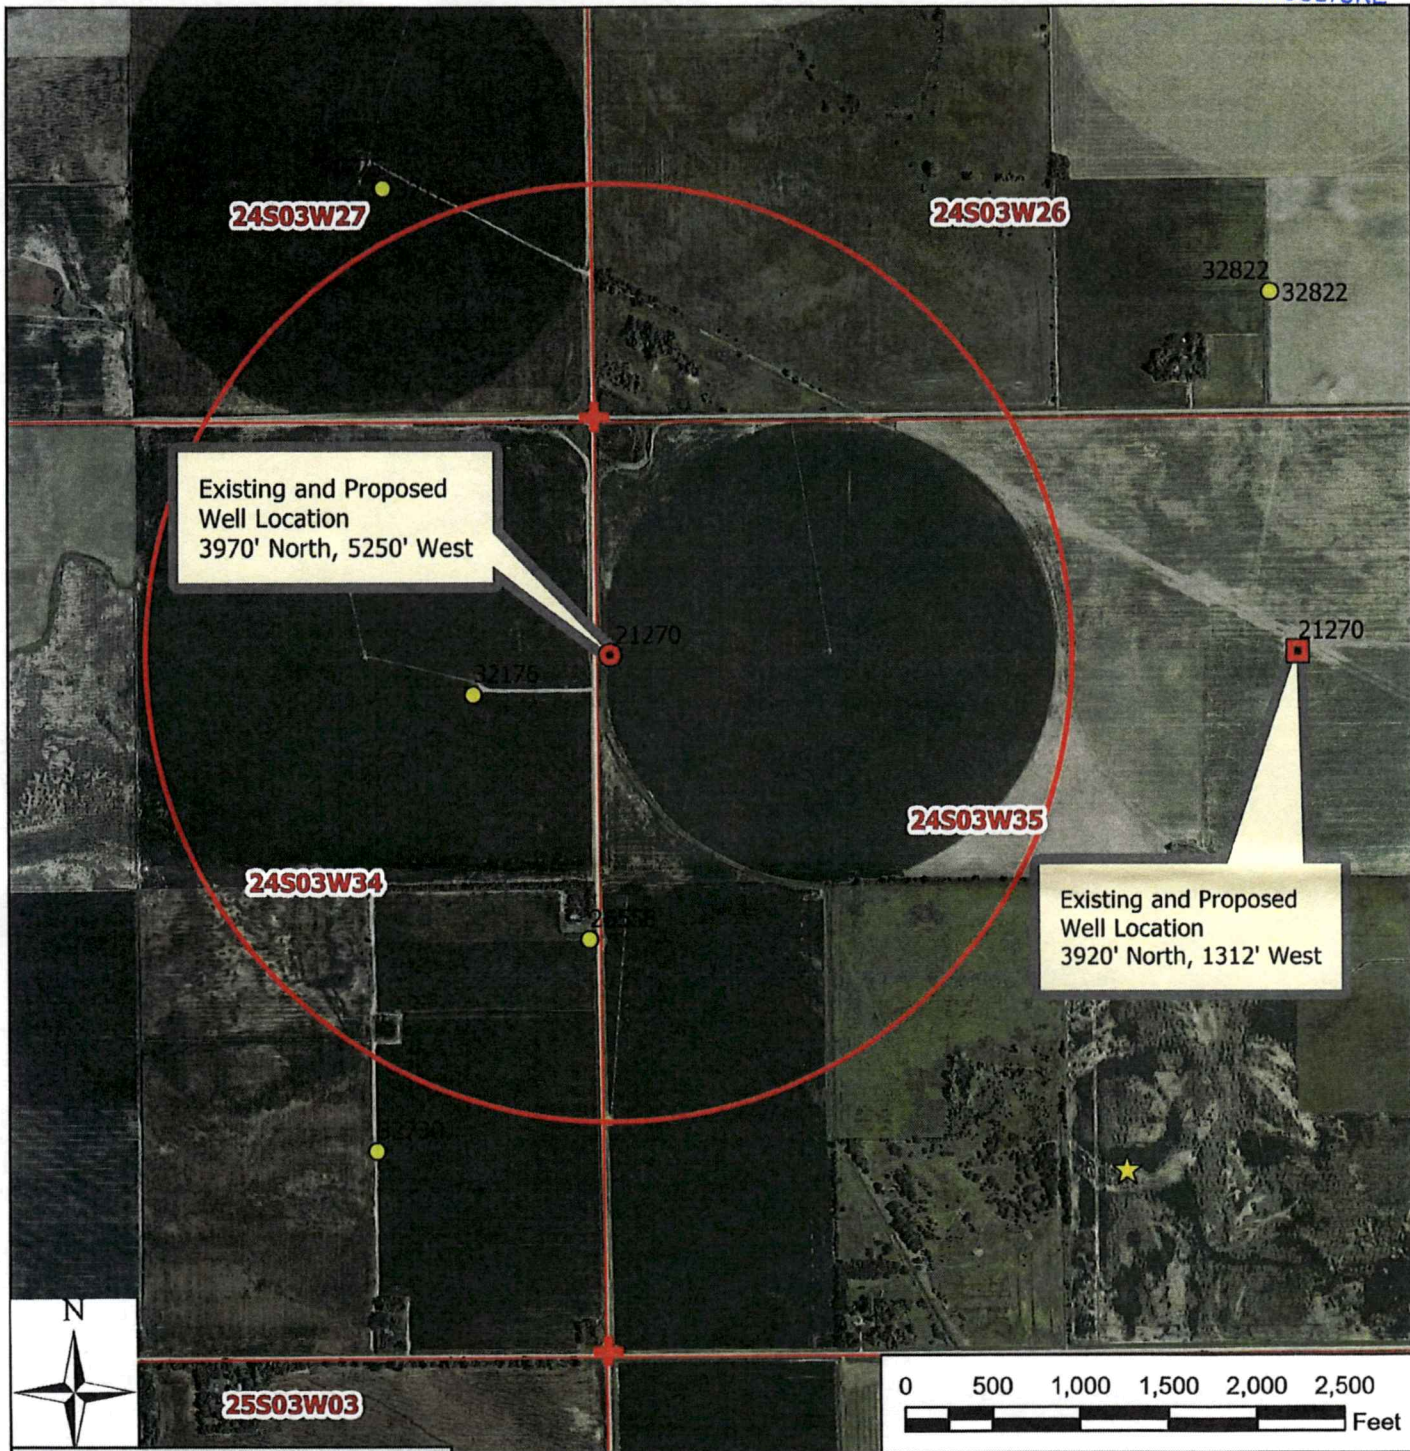 24S03W27
24S03W26
32822
32822
Existing and Proposed
Well Location
3970' North, 5250' West
21270
21270
32176
24S03W35
24S03W34
Existing and Proposed
Well Location
3920' North, 1312' West
N
25S03W03
0 500 1,000 1,500 2,000 2,500
Feet